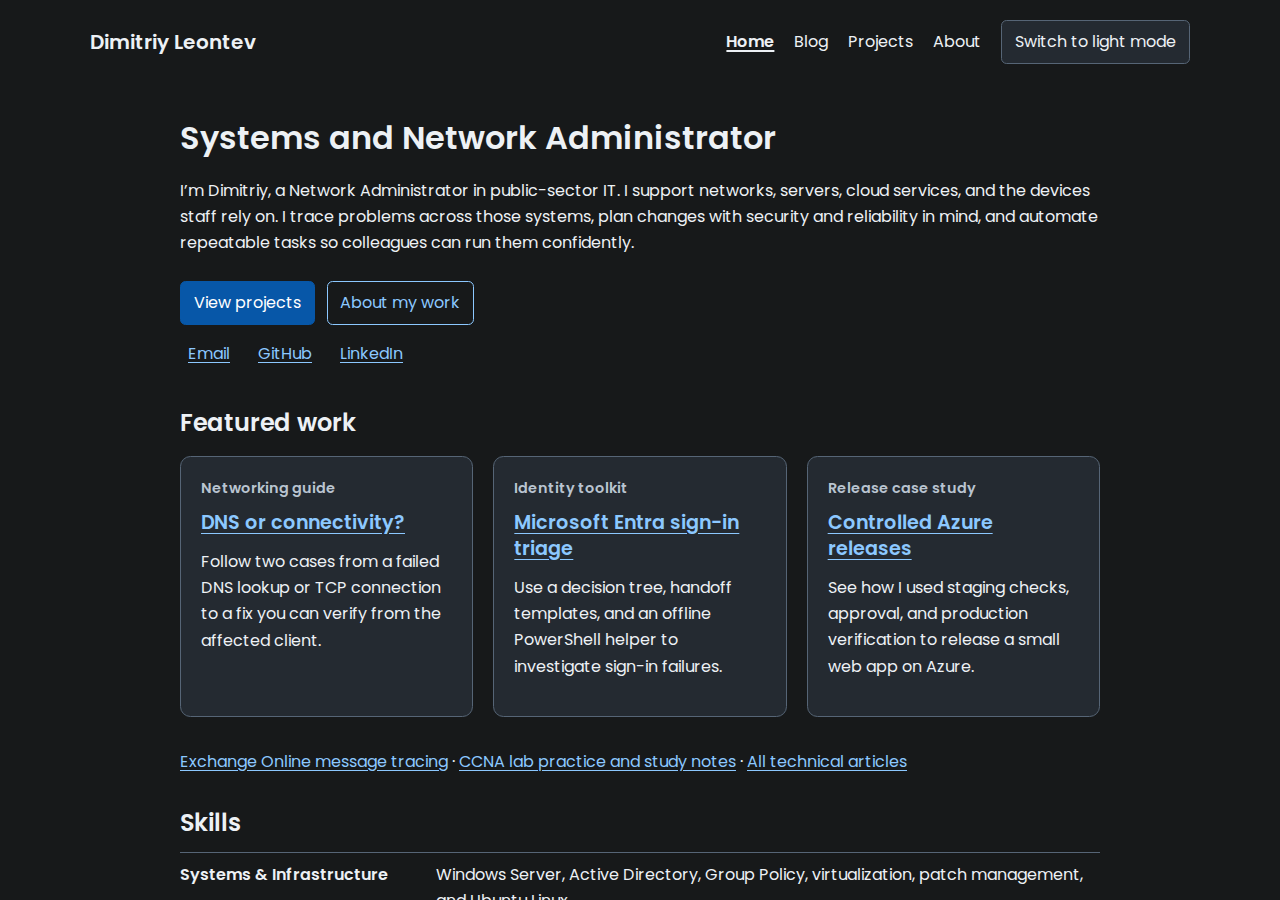 Dimitriy Leontev
Home Blog Projects About Switch to light mode
Systems and Network Administrator
I’m Dimitriy, a Network Administrator in public-sector IT. I support networks, servers, cloud services, and the devices
staff rely on. I trace problems across those systems, plan changes with security and reliability in mind, and automate
repeatable tasks so colleagues can run them confidently.
View projects About my work
Email GitHub LinkedIn
Featured work
Networking guide
DNS or connectivity?
Follow two cases from a failed
DNS lookup or TCP connection
to a fix you can verify from the
affected client.
Identity toolkit
Microsoft Entra sign-in
triage
Use a decision tree, handoff
templates, and an offline
PowerShell helper to
investigate sign-in failures.
Release case study
Controlled Azure
releases
See how I used staging checks,
approval, and production
verification to release a small
web app on Azure.
Exchange Online message tracing · CCNA lab practice and study notes · All technical articles
Skills
Systems & Infrastructure
Windows Server, Active Directory, Group Policy, virtualization, patch management,
and Ubuntu Linux